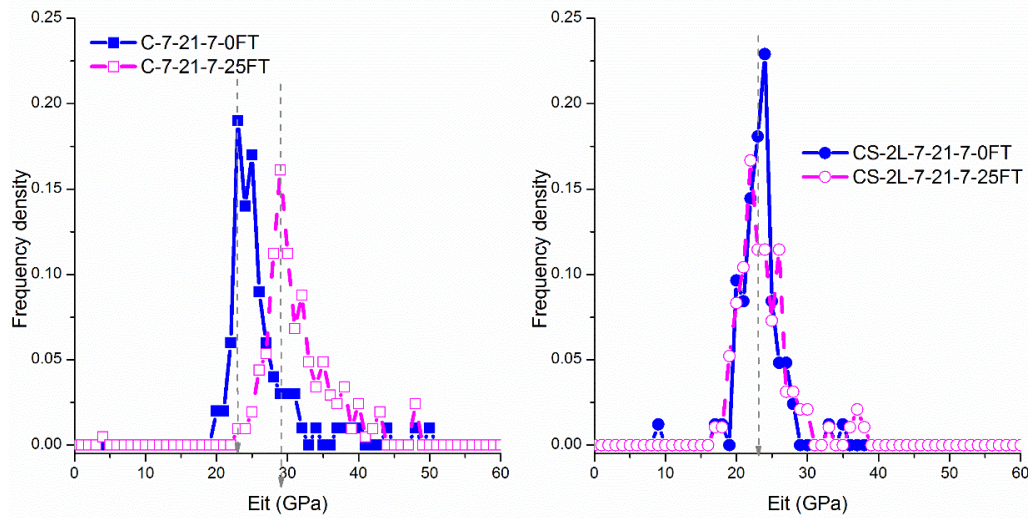 0.25
0.20
0.15
0.10
0.05
0.00
Frequency density
C-7-21-7-0FT
C-7-21-7-25FT
0 10 20 30 40 50 60
Eit (GPa)
0.25
0.20
0.15
0.10
0.05
0.00
Frequency density
CS-2L-7-21-7-0FT
CS-2L-7-21-7-25FT
0 10 20 30 40 50 60
Eit (GPa)